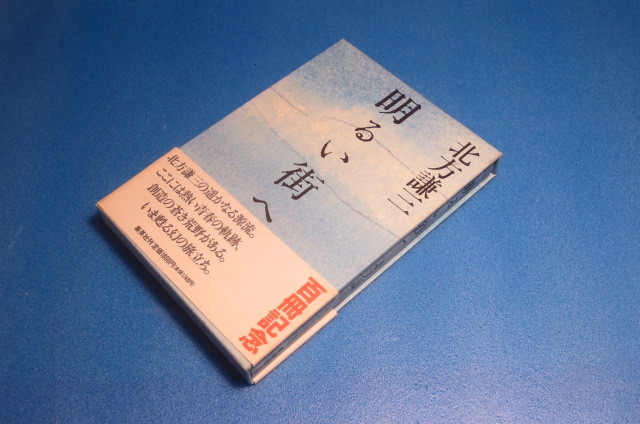 北方謙三
明るい街へ
北方謙三の遥かなる源流。
ここには熱い青春の軌跡、
創造の蒼き荒野がある。
いま甦る幻の旅立ち。
百冊記念